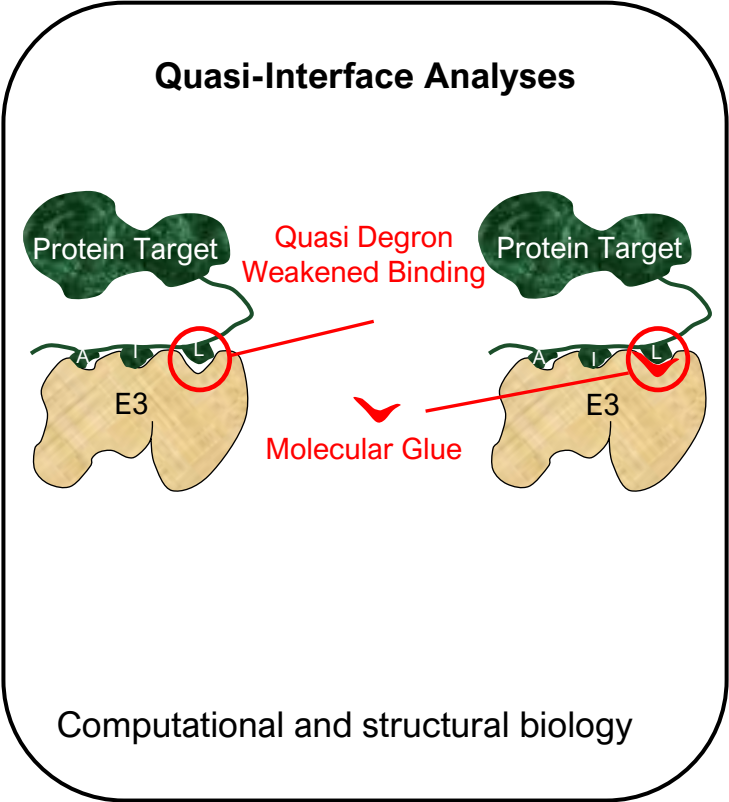 Quasi-Interface Analyses
Protein Target
Quasi Degron
Weakened Binding
Protein Target
A I L
E3
A I L
E3
Molecular Glue
Computational and structural biology